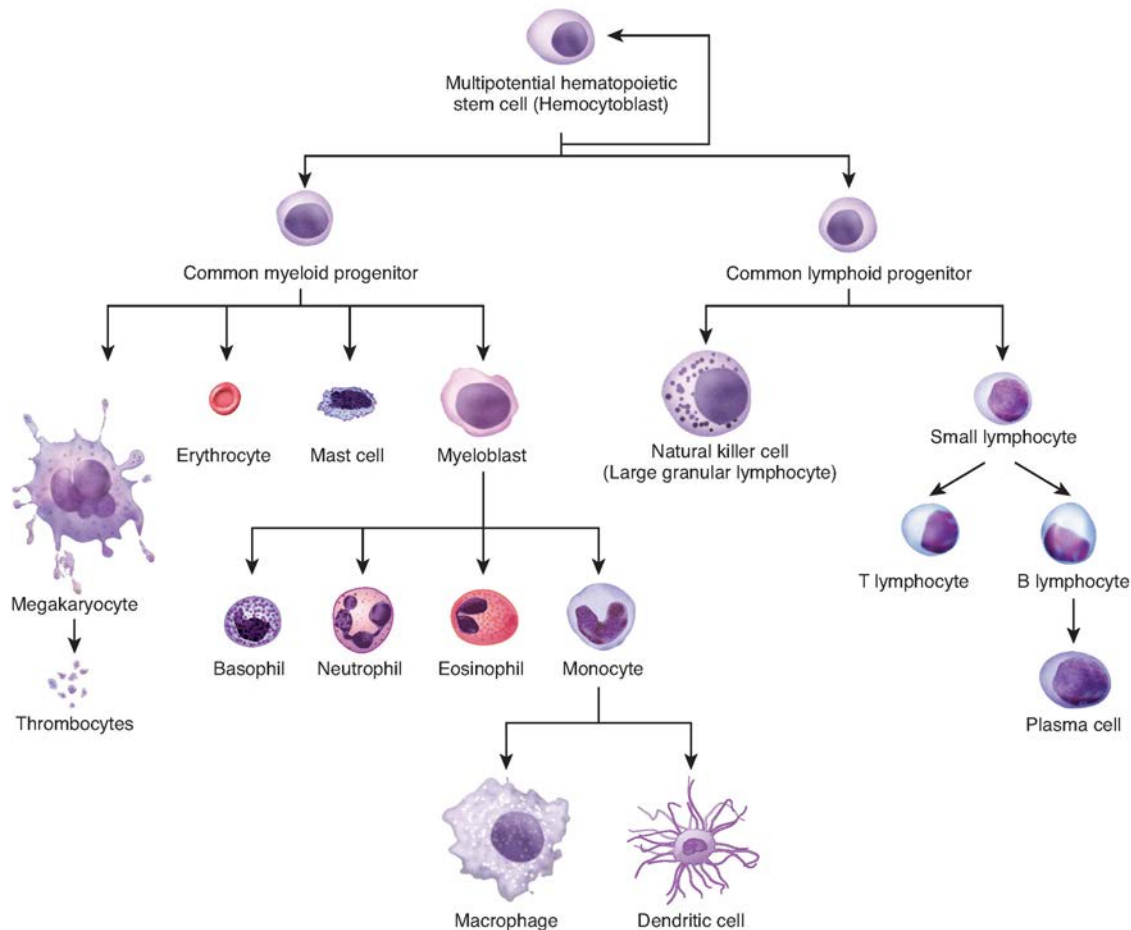 Multipotential hematopoietic
stem cell (Hemocytoblast)
Common myeloid progenitor
Common lymphoid progenitor
Erythrocyte
Mast cell
Myeloblast
Natural killer cell
(Large granular lymphocyte)
Small lymphocyte
T lymphocyte
B lymphocyte
Megakaryocyte
Basophil
Neutrophil
Eosinophil
Monocyte
Thrombocytes
Plasma cell
Macrophage
Dendritic cell